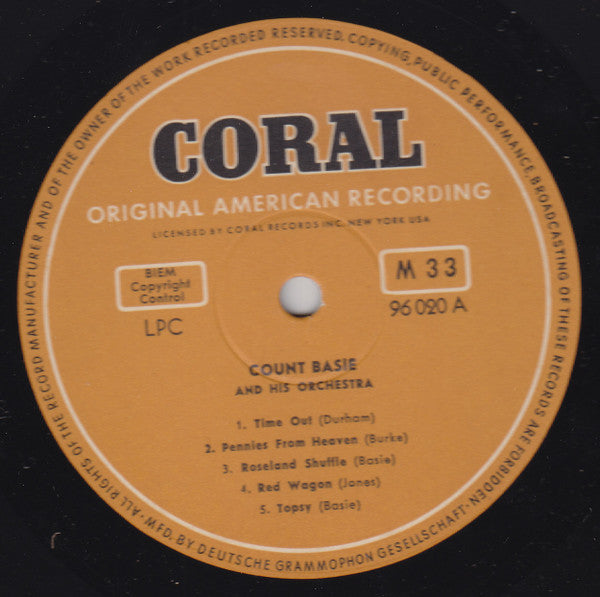 ALL RIGHTS OF THE RECORD MANUFACTURER AND OF THE OWNER OF THE WORK RECORDED RESERVED. COPYING, PUBLIC PERFORMANCE, BROADCASTING OF THESE RECORDS ARE FORBIDDEN
CORAL
ORIGINAL AMERICAN RECORDING
LICENSED BY CORAL RECORDS INC. NEW YORK USA
BIEM
Copyright
Control
LPC
M 33
96 020 A
COUNT BASIE
AND HIS ORCHESTRA
1. Time Out (Durham)
2. Pennies From Heaven (Burke)
3. Roseland Shuffle (Basie)
4. Red Wagon (Jones)
5. Topsy (Basie)
· MFD. BY DEUTSCHE GRAMMOPHON GESELLSCHAFT ·